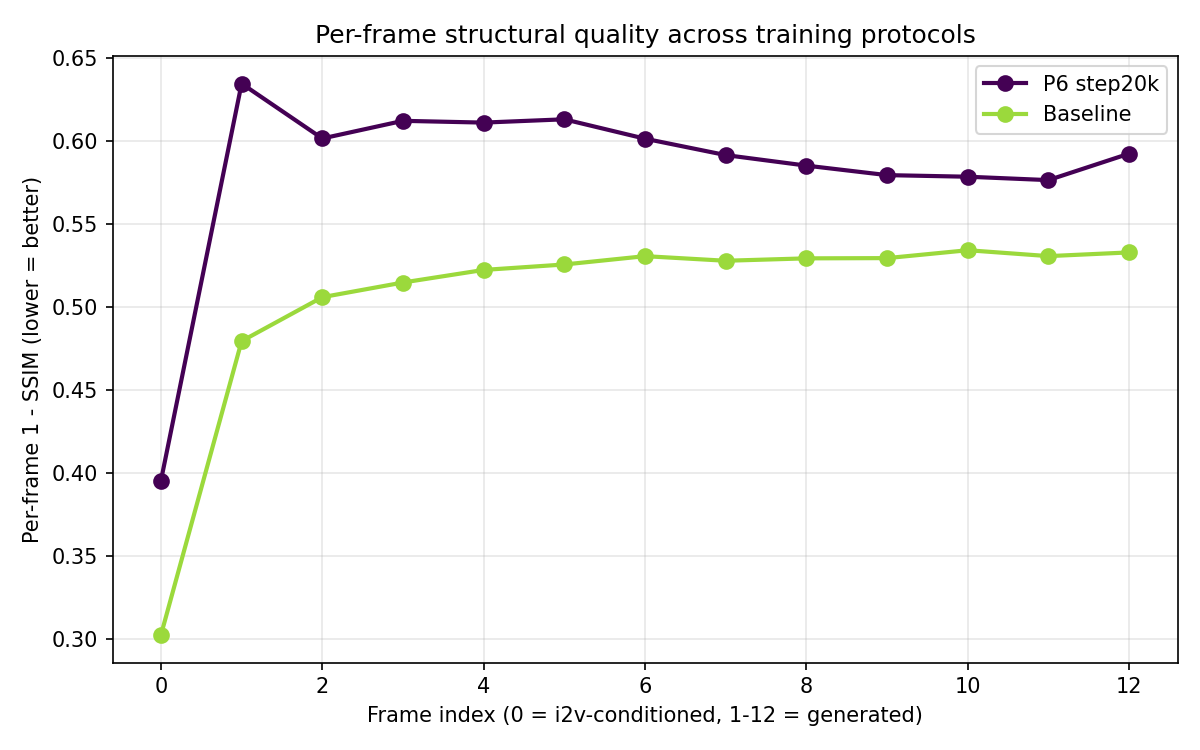 Per-frame structural quality across training protocols
P6 step20k
Baseline
Per-frame 1 - SSIM (lower = better)
0.65
0.60
0.55
0.50
0.45
0.40
0.35
0.30
0 2 4 6 8 10 12
Frame index (0 = i2v-conditioned, 1-12 = generated)